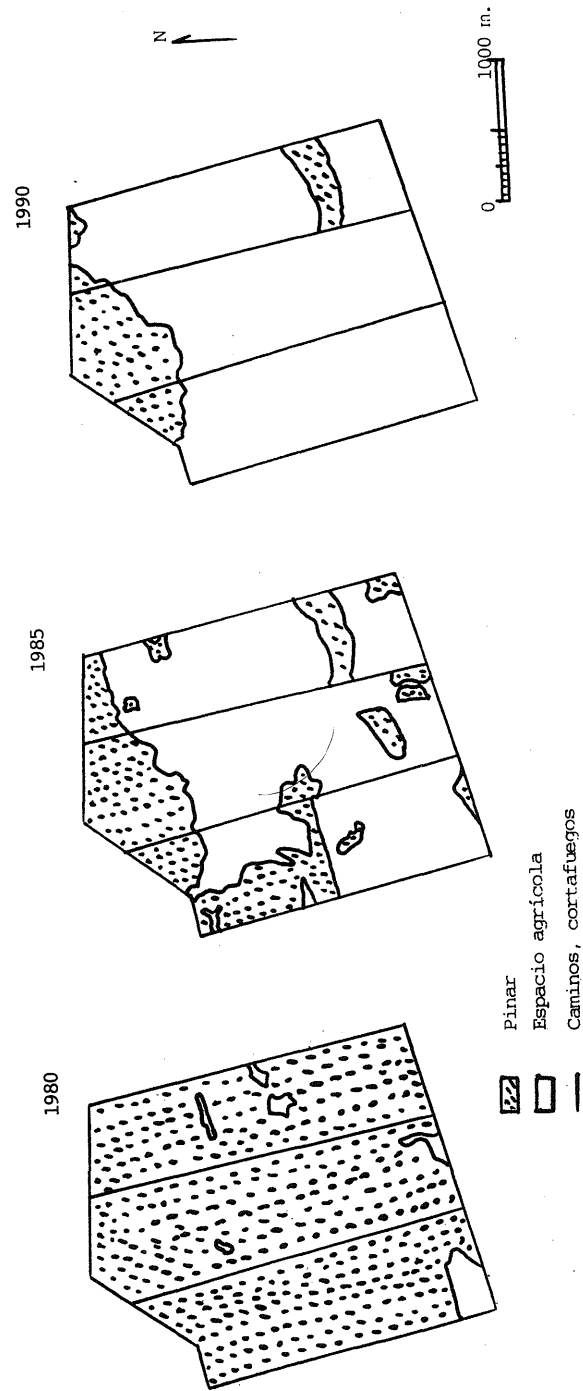 1980
1985
1990
N
0 1000 m.
Pinar
Espacio agrícola
Caminos, cortafuegos